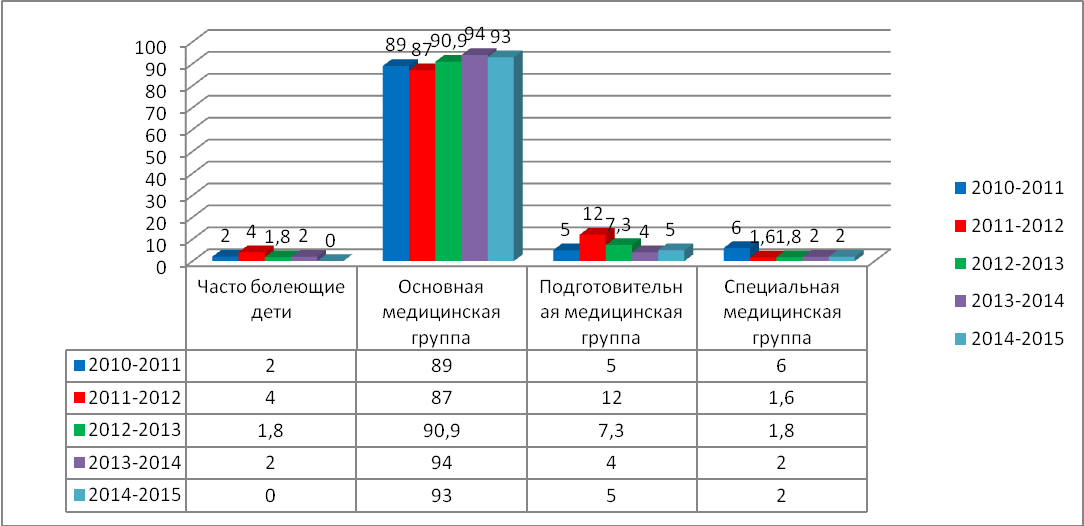 100
90
80
70
60
50
40
30
20
10
0
2 4 1,8 2 0
89 87 90,9 94 93
5 12 7,3 4 5
6 1,6 1,8 2 2
2010-2011
2011-2012
2012-2013
2013-2014
2014-2015
Часто болеющие
дети
Основная
медицинская
группа
Подготовительн
ая медицинская
группа
Специальная
медицинская
группа
2010-2011 2 89 5 6
2011-2012 4 87 12 1,6
2012-2013 1,8 90,9 7,3 1,8
2013-2014 2 94 4 2
2014-2015 0 93 5 2